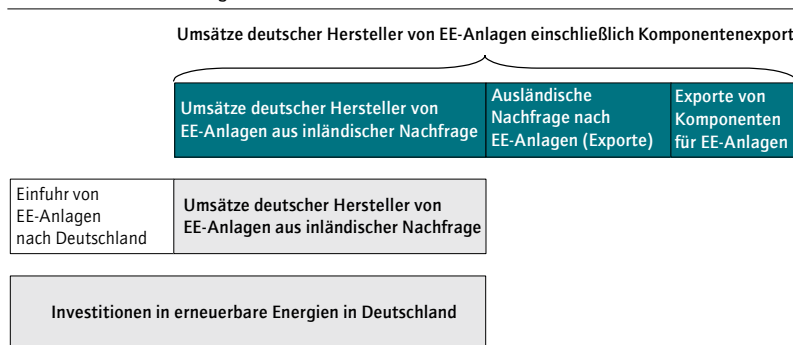 Umsätze deutscher Hersteller von EE-Anlagen einschließlich Komponentenexport
Umsätze deutscher Hersteller von
EE-Anlagen aus inländischer Nachfrage
Ausländische
Nachfrage nach
EE-Anlagen (Exporte)
Exporte von
Komponenten
für EE-Anlagen
Einfuhr von
EE-Anlagen
nach Deutschland
Umsätze deutscher Hersteller von
EE-Anlagen aus inländischer Nachfrage
Investitionen in erneuerbare Energien in Deutschland